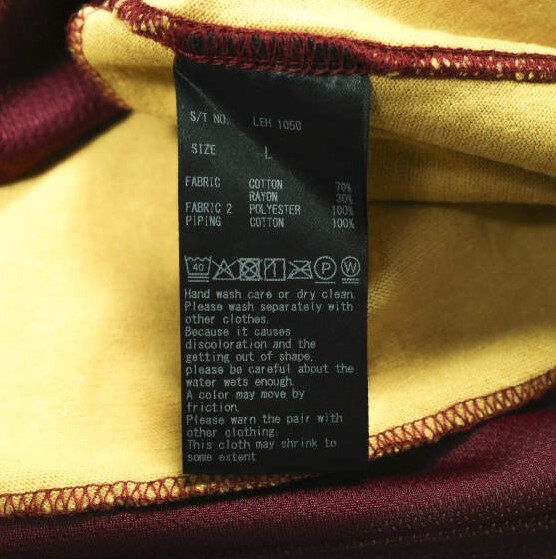 S/T NO. LEH 1050
SIZE L
FABRIC COTTON 70%
RAYON 30%
FABRIC 2 POLYESTER 100%
PIPING COTTON 100%
40 P W
Hand wash care or dry clean.
Please wash separately with
other clothes.
Because it causes
discoloration and the
getting out of shape,
please be careful about the
water wets enough.
A color may move by
friction.
Please warn the pair with
other clothing.
This cloth may shrink to
some extent